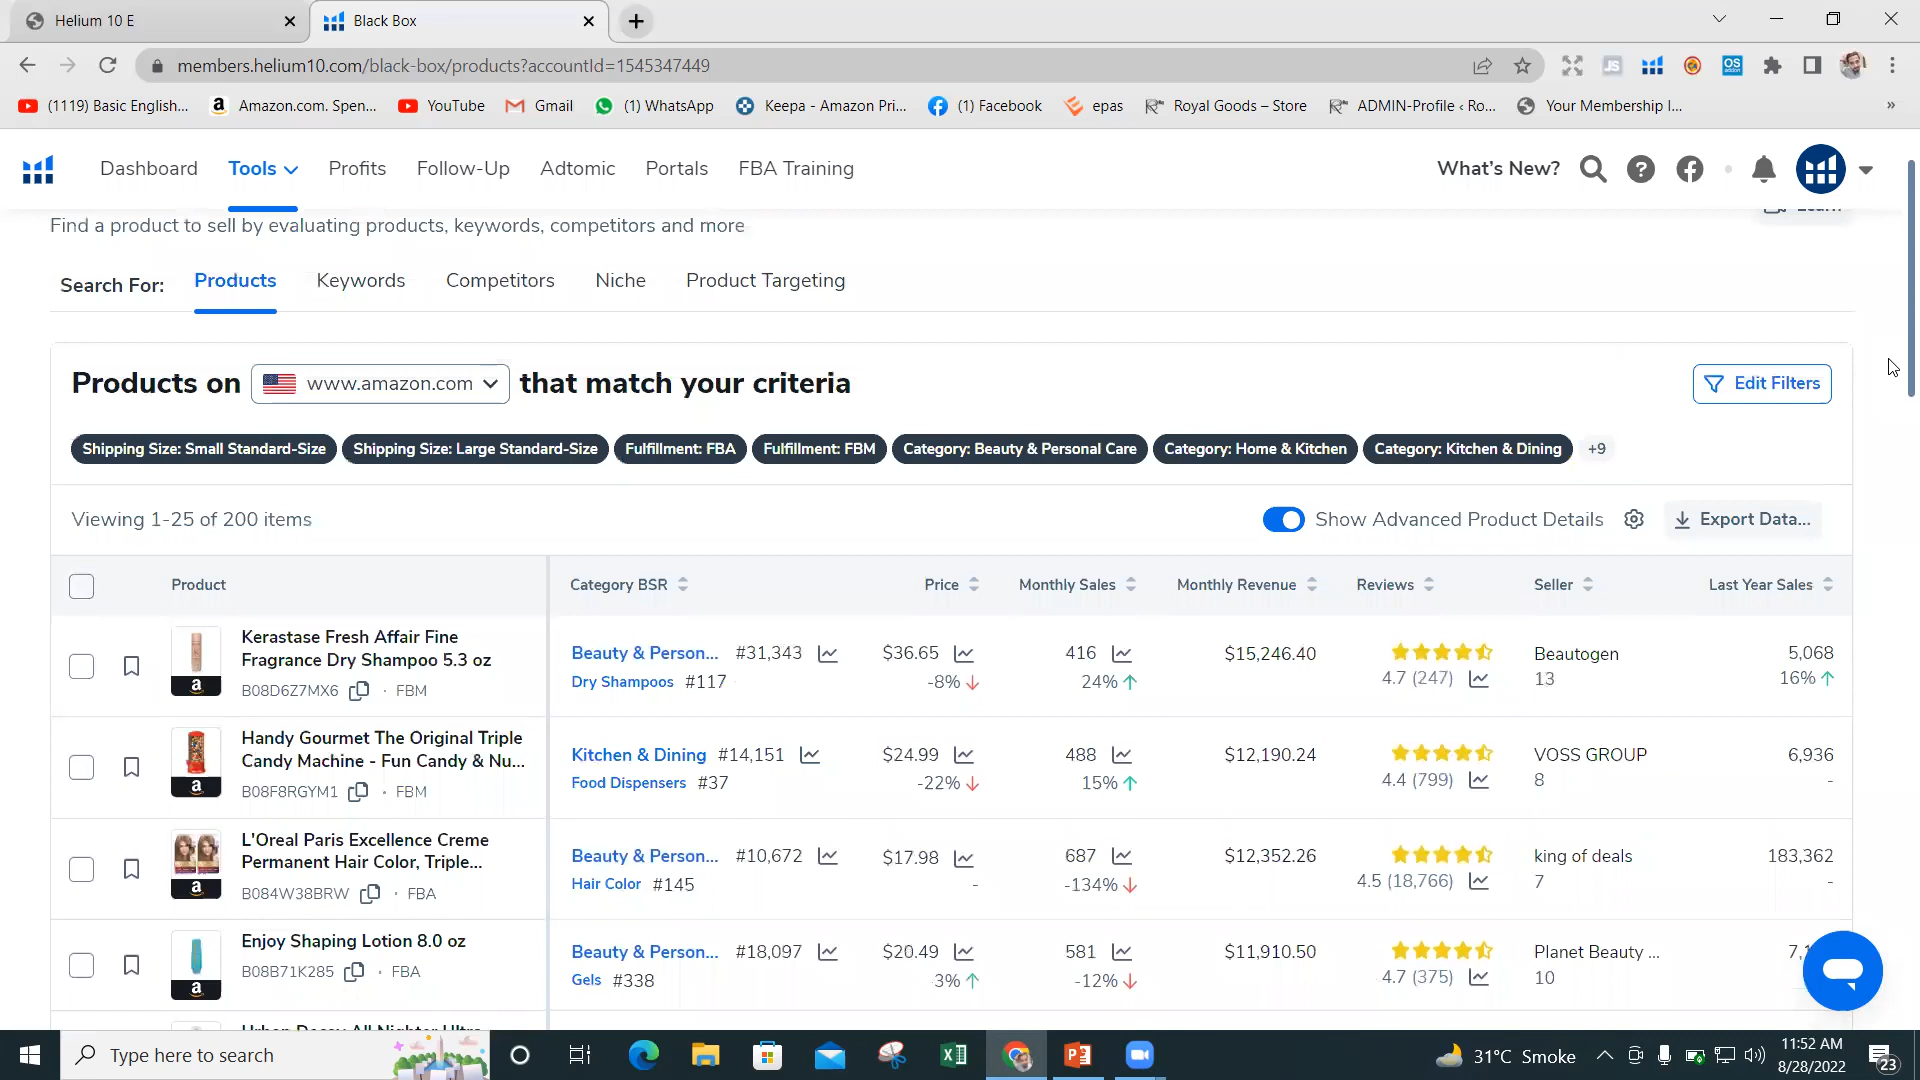 Helium 10 E
Black Box
members.helium10.com/black-box/products?accountId=1545347449
(1119) Basic English...
Amazon.com. Spen...
YouTube
Gmail
(1) WhatsApp
Keepa - Amazon Pri...
(1) Facebook
epas
Royal Goods – Store
ADMIN-Profile ‹ Ro...
Your Membership I...
»
Dashboard
Tools
Profits
Follow-Up
Adtomic
Portals
FBA Training
What's New?
Find a product to sell by evaluating products, keywords, competitors and more
Search For:
Products
Keywords
Competitors
Niche
Product Targeting
Products on www.amazon.com that match your criteria
Edit Filters
Shipping Size: Small Standard-Size
Shipping Size: Large Standard-Size
Fulfillment: FBA
Fulfillment: FBM
Category: Beauty & Personal Care
Category: Home & Kitchen
Category: Kitchen & Dining
+9
Viewing 1-25 of 200 items
Show Advanced Product Details
Export Data...
Product
Category BSR
Price
Monthly Sales
Monthly Revenue
Reviews
Seller
Last Year Sales
Kerastase Fresh Affair Fine
Fragrance Dry Shampoo 5.3 oz
B08D6Z7MX6 · FBM
Beauty & Person... #31,343
Dry Shampoos #117
$36.65
-8%
416
24%
$15,246.40
4.7 (247)
Beautogen
13
5,068
16%
Handy Gourmet The Original Triple
Candy Machine - Fun Candy & Nu...
B08F8RGYM1 · FBM
Kitchen & Dining #14,151
Food Dispensers #37
$24.99
-22%
488
15%
$12,190.24
4.4 (799)
VOSS GROUP
8
6,936
-
L'Oreal Paris Excellence Creme
Permanent Hair Color, Triple...
B084W38BRW · FBA
Beauty & Person... #10,672
Hair Color #145
$17.98
-
687
-134%
$12,352.26
4.5 (18,766)
king of deals
7
183,362
-
Enjoy Shaping Lotion 8.0 oz
B08B71K285 · FBA
Beauty & Person... #18,097
Gels #338
$20.49
3%
581
-12%
$11,910.50
4.7 (375)
Planet Beauty ...
10
Type here to search
31°C Smoke
11:52 AM
8/28/2022
23